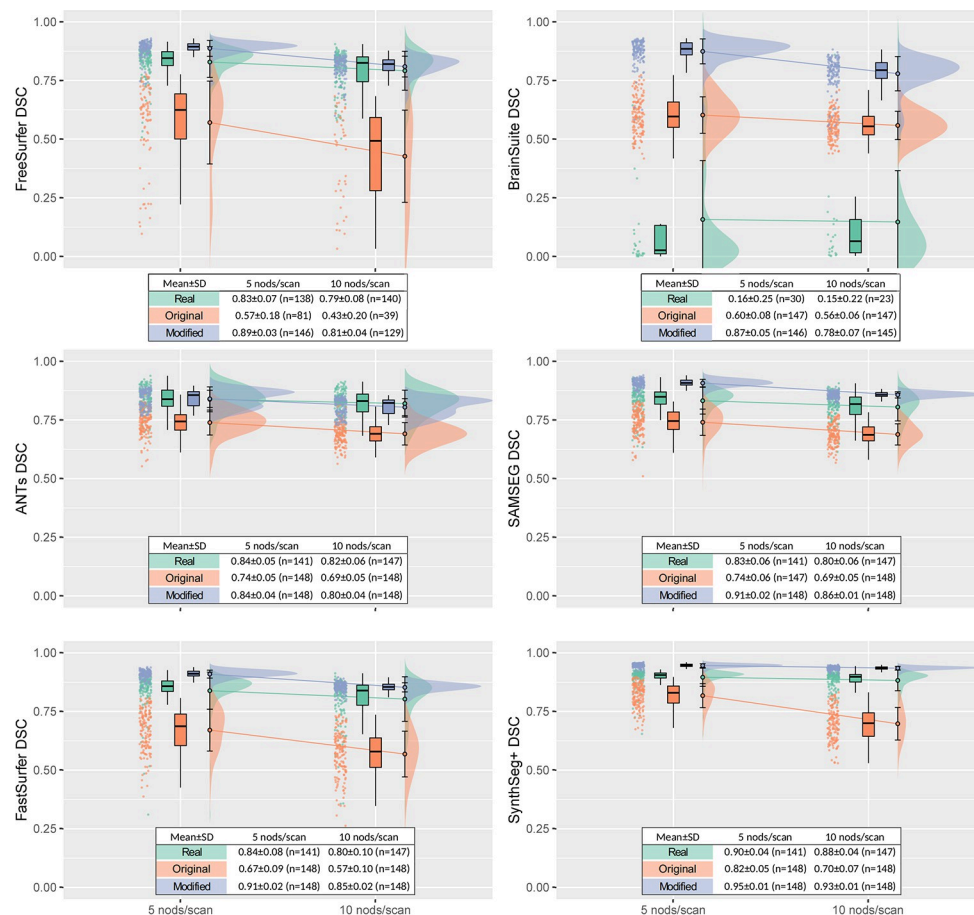 FreeSurfer DSC
1.00
0.75
0.50
0.25
0.00
Mean±SD 5 nods/scan 10 nods/scan
Real 0.83±0.07 (n=138) 0.79±0.08 (n=140)
Original 0.57±0.18 (n=81) 0.43±0.20 (n=39)
Modified 0.89±0.03 (n=146) 0.81±0.04 (n=129)
BrainSuite DSC
1.00
0.75
0.50
0.25
0.00
Mean±SD 5 nods/scan 10 nods/scan
Real 0.16±0.25 (n=30) 0.15±0.22 (n=23)
Original 0.60±0.08 (n=147) 0.56±0.06 (n=147)
Modified 0.87±0.05 (n=146) 0.78±0.07 (n=145)
ANTs DSC
1.00
0.75
0.50
0.25
0.00
Mean±SD 5 nods/scan 10 nods/scan
Real 0.84±0.05 (n=141) 0.82±0.06 (n=147)
Original 0.74±0.05 (n=148) 0.69±0.05 (n=148)
Modified 0.84±0.04 (n=148) 0.80±0.04 (n=148)
SAMSEG DSC
1.00
0.75
0.50
0.25
0.00
Mean±SD 5 nods/scan 10 nods/scan
Real 0.83±0.06 (n=141) 0.80±0.06 (n=147)
Original 0.74±0.06 (n=147) 0.69±0.05 (n=148)
Modified 0.91±0.02 (n=148) 0.86±0.01 (n=148)
FastSurfer DSC
1.00
0.75
0.50
0.25
0.00
Mean±SD 5 nods/scan 10 nods/scan
Real 0.84±0.08 (n=141) 0.80±0.10 (n=147)
Original 0.67±0.09 (n=148) 0.57±0.10 (n=148)
Modified 0.91±0.02 (n=148) 0.85±0.02 (n=148)
5 nods/scan 10 nods/scan
SynthSeg+ DSC
1.00
0.75
0.50
0.25
0.00
Mean±SD 5 nods/scan 10 nods/scan
Real 0.90±0.04 (n=141) 0.88±0.04 (n=147)
Original 0.82±0.05 (n=148) 0.70±0.07 (n=148)
Modified 0.95±0.01 (n=148) 0.93±0.01 (n=148)
5 nods/scan 10 nods/scan